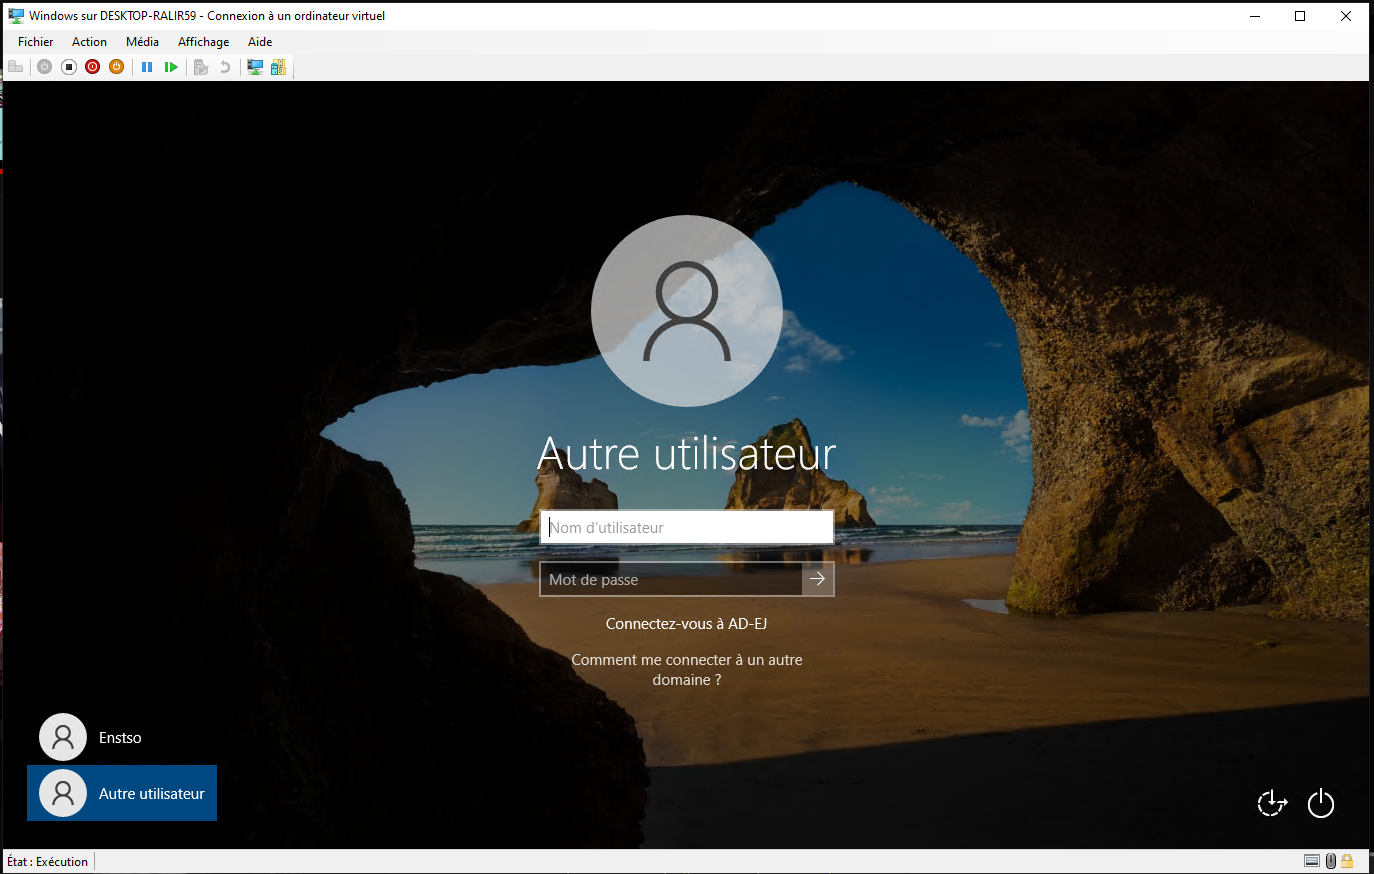 Windows sur DESKTOP-RALIR59 - Connexion à un ordinateur virtuel
Fichier Action Média Affichage Aide
Autre utilisateur
Nom d'utilisateur
Mot de passe
Connectez-vous à AD-EJ
Comment me connecter à un autre
domaine ?
Enstso
Autre utilisateur
État : Exécution